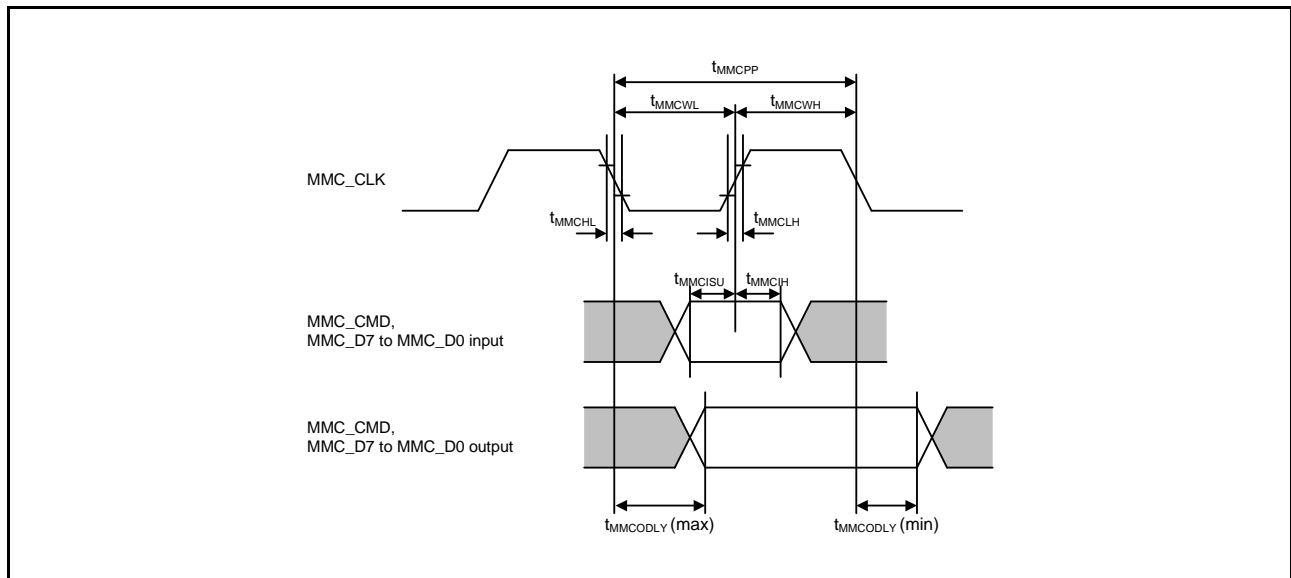 tMMCPP
tMMCWL
tMMCWH
MMC_CLK
tMMCHL
tMMCLH
tMMCISU
tMMCIH
MMC_CMD,
MMC_D7 to MMC_D0 input
MMC_CMD,
MMC_D7 to MMC_D0 output
tMMCODLY (max)
tMMCODLY (min)